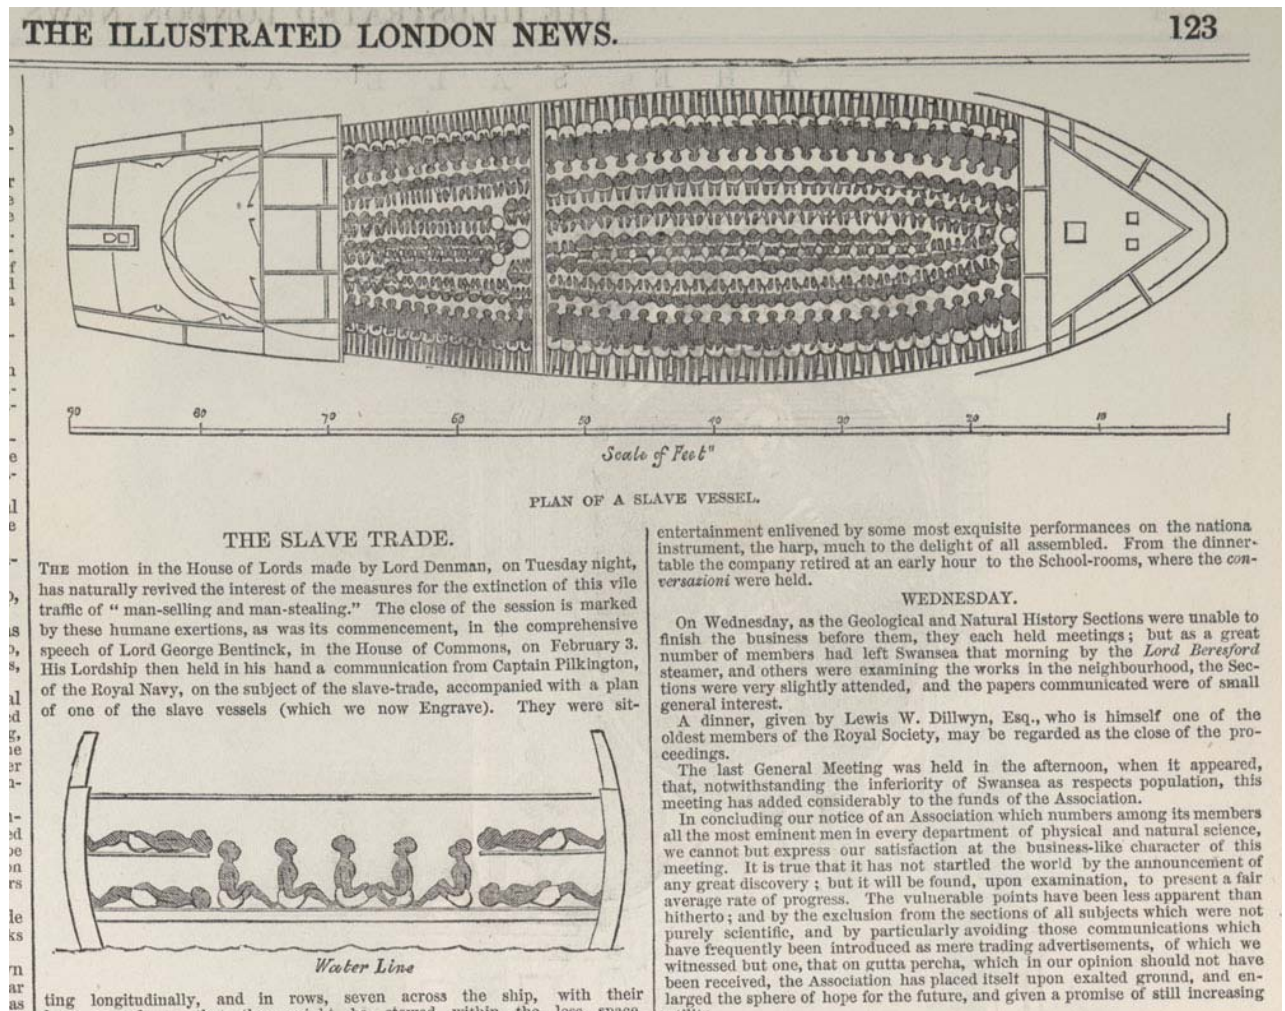 THE ILLUSTRATED LONDON NEWS.
123
90 80 70 60 50 40 30 20 10
Scale of Feet"
PLAN OF A SLAVE VESSEL.
THE SLAVE TRADE.
THE motion in the House of Lords made by Lord Denman, on Tuesday night,
has naturally revived the interest of the measures for the extinction of this vile
traffic of " man-selling and man-stealing." The close of the session is marked
by these humane exertions, as was its commencement, in the comprehensive
speech of Lord George Bentinck, in the House of Commons, on February 3.
His Lordship then held in his hand a communication from Captain Pilkington,
of the Royal Navy, on the subject of the slave-trade, accompanied with a plan
of one of the slave vessels (which we now Engrave). They were sit-
Water Line
ting longitudinally, and in rows, seven across the ship, with their
entertainment enlivened by some most exquisite performances on the nationa
instrument, the harp, much to the delight of all assembled. From the dinner-
table the company retired at an early hour to the School-rooms, where the con-
versazioni were held.
WEDNESDAY.
On Wednesday, as the Geological and Natural History Sections were unable to
finish the business before them, they each held meetings; but as a great
number of members had left Swansea that morning by the Lord Beresford
steamer, and others were examining the works in the neighbourhood, the Sec-
tions were very slightly attended, and the papers communicated were of small
general interest.
A dinner, given by Lewis W. Dillwyn, Esq., who is himself one of the
oldest members of the Royal Society, may be regarded as the close of the pro-
ceedings.
The last General Meeting was held in the afternoon, when it appeared,
that, notwithstanding the inferiority of Swansea as respects population, this
meeting has added considerably to the funds of the Association.
In concluding our notice of an Association which numbers among its members
all the most eminent men in every department of physical and natural science,
we cannot but express our satisfaction at the business-like character of this
meeting. It is true that it has not startled the world by the announcement of
any great discovery; but it will be found, upon examination, to present a fair
average rate of progress. The vulnerable points have been less apparent than
hitherto; and by the exclusion from the sections of all subjects which were not
purely scientific, and by particularly avoiding those communications which
have frequently been introduced as mere trading advertisements, of which we
witnessed but one, that on gutta percha, which in our opinion should not have
been received, the Association has placed itself upon exalted ground, and en-
larged the sphere of hope for the future, and given a promise of still increasing